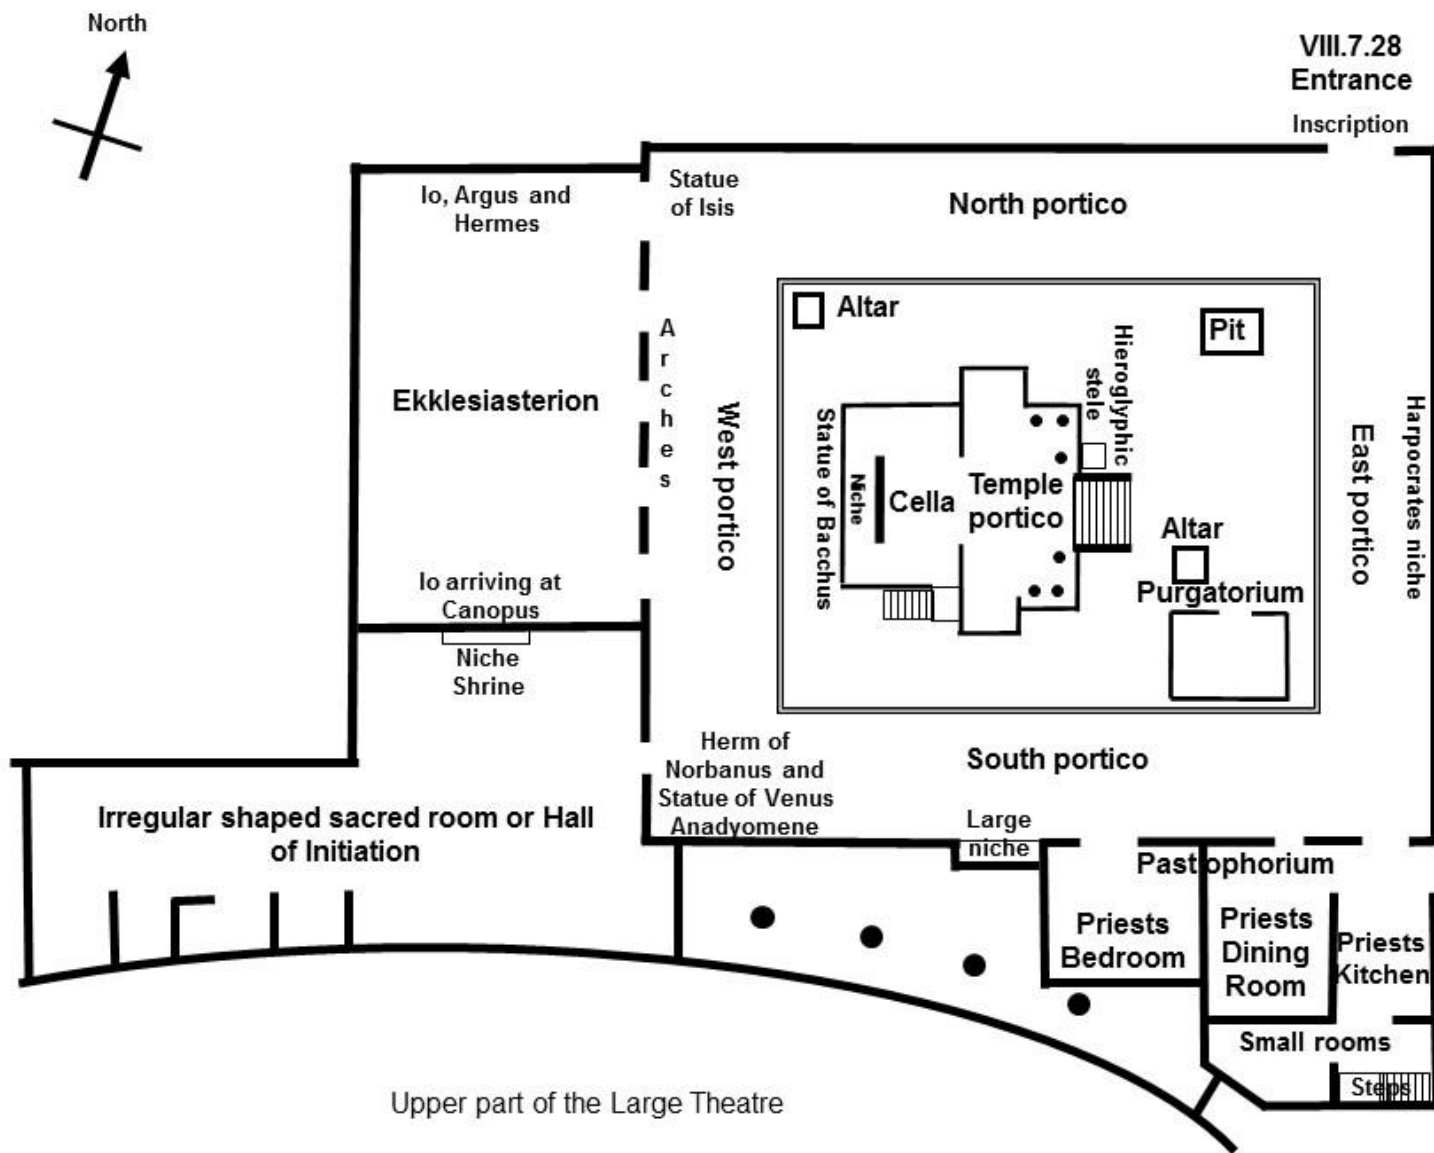 North
VIII.7.28
Entrance
Inscription
Io, Argus and
Hermes
Statue
of Isis
North portico
Altar
Pit
Hieroglyphic
stele
Arches
Ekklesiasterion
West portico
Statue of Bacchus
Niche
Cella
Temple
portico
East portico
Harpocrates niche
Altar
Purgatorium
Io arriving at
Canopus
Niche
Shrine
Herm of
Norbanus and
Statue of Venus
Anadyomene
South portico
Irregular shaped sacred room or Hall
of Initiation
Large
niche
Pastophorium
Priests
Bedroom
Priests
Dining
Room
Priests
Kitchen
Small rooms
Steps
Upper part of the Large Theatre